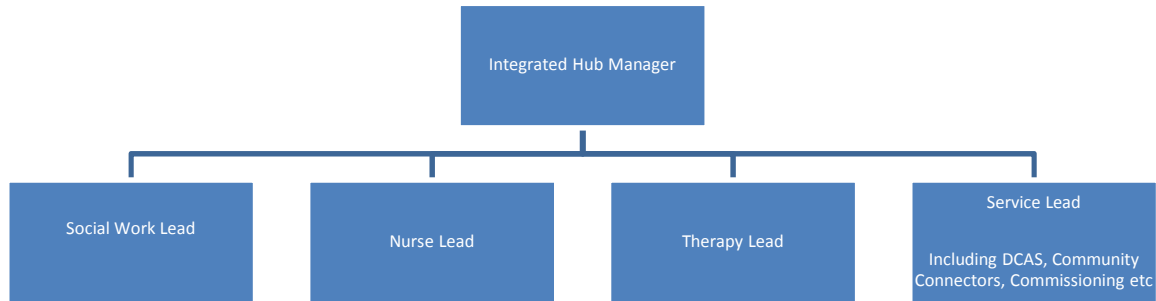 Integrated Hub Manager
Social Work Lead
Nurse Lead
Therapy Lead
Service Lead
Including DCAS, Community
Connectors, Commissioning etc